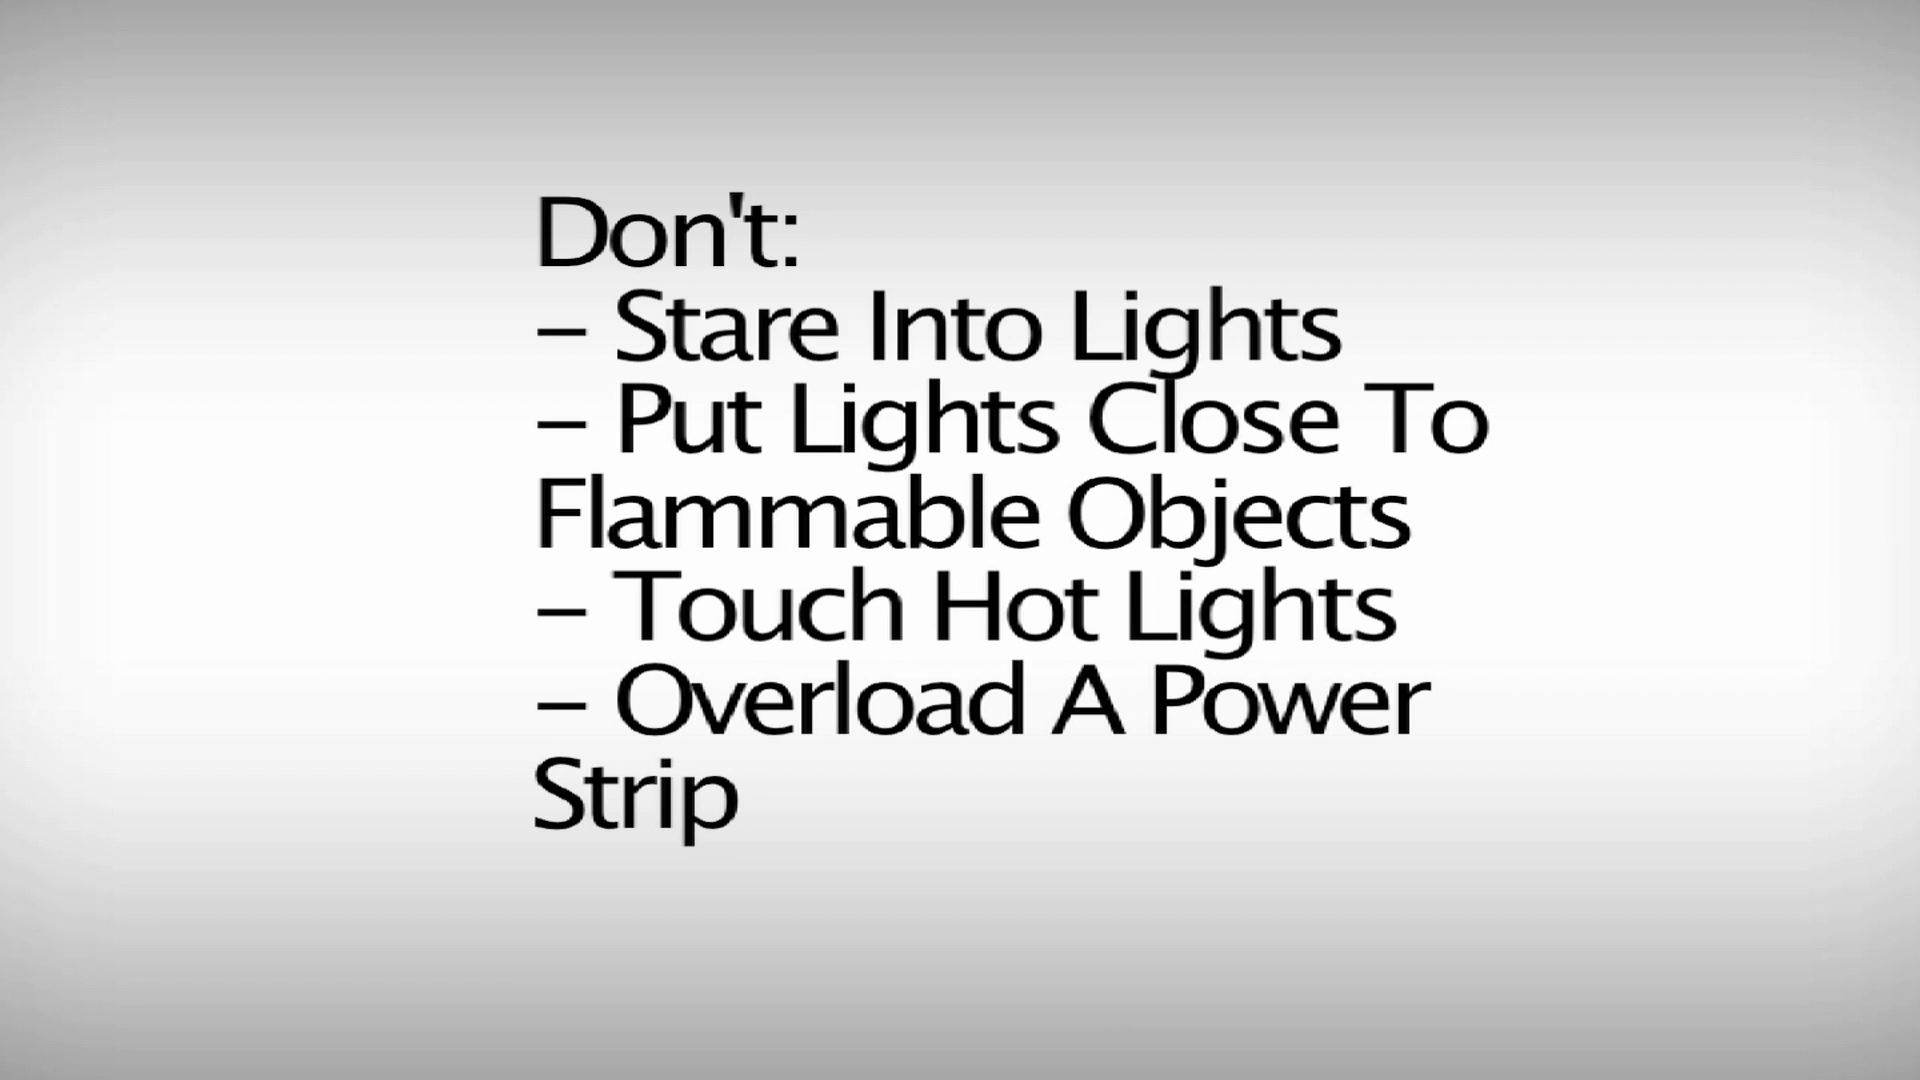 Don't:
– Stare Into Lights
– Put Lights Close To
Flammable Objects
– Touch Hot Lights
– Overload A Power
Strip